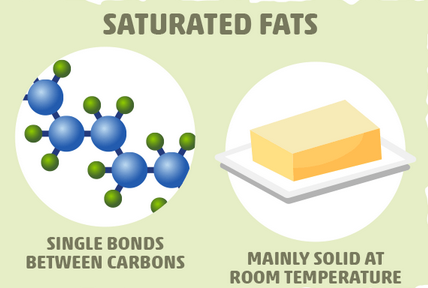 SATURATED FATS
SINGLE BONDS
BETWEEN CARBONS
MAINLY SOLID AT
ROOM TEMPERATURE